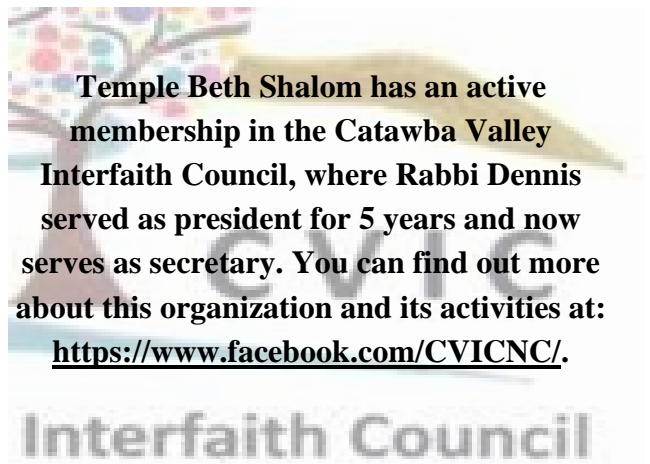 Temple Beth Shalom has an active
membership in the Catawba Valley
Interfaith Council, where Rabbi Dennis
served as president for 5 years and now
serves as secretary. You can find out more
about this organization and its activities at:
https://www.facebook.com/CVICNC/.
CVIC
Interfaith Council